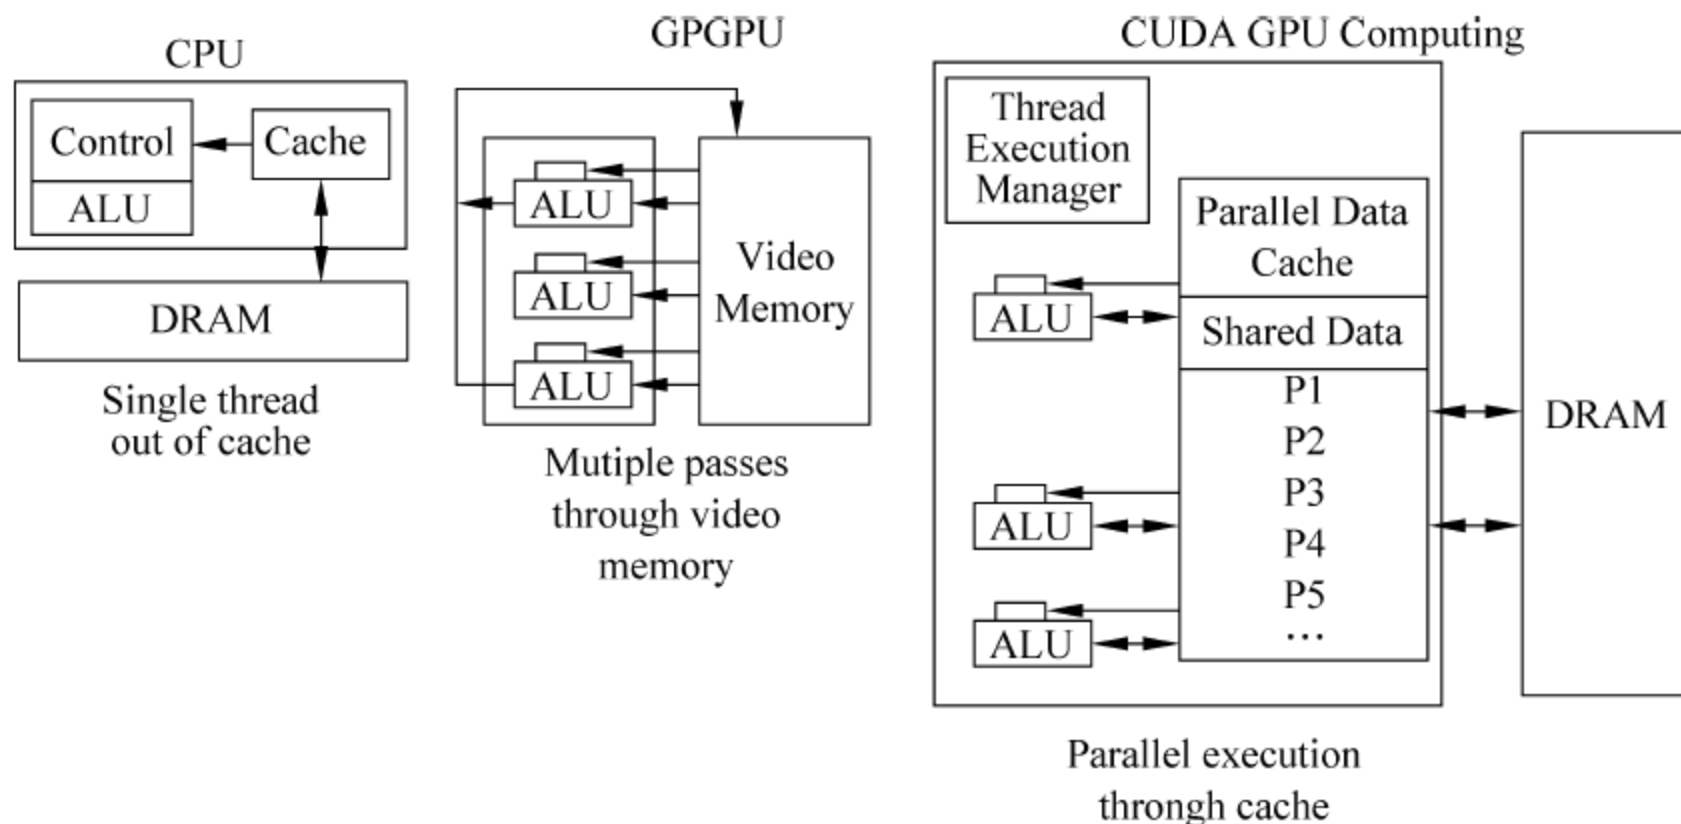 CPU
Control
Cache
ALU
DRAM
Single thread
out of cache
GPGPU
ALU
ALU
ALU
Video
Memory
Mutiple passes
through video
memory
CUDA GPU Computing
Thread
Execution
Manager
Parallel Data
Cache
Shared Data
ALU
P1
P2
P3
P4
P5
...
ALU
ALU
DRAM
Parallel execution
throngh cache